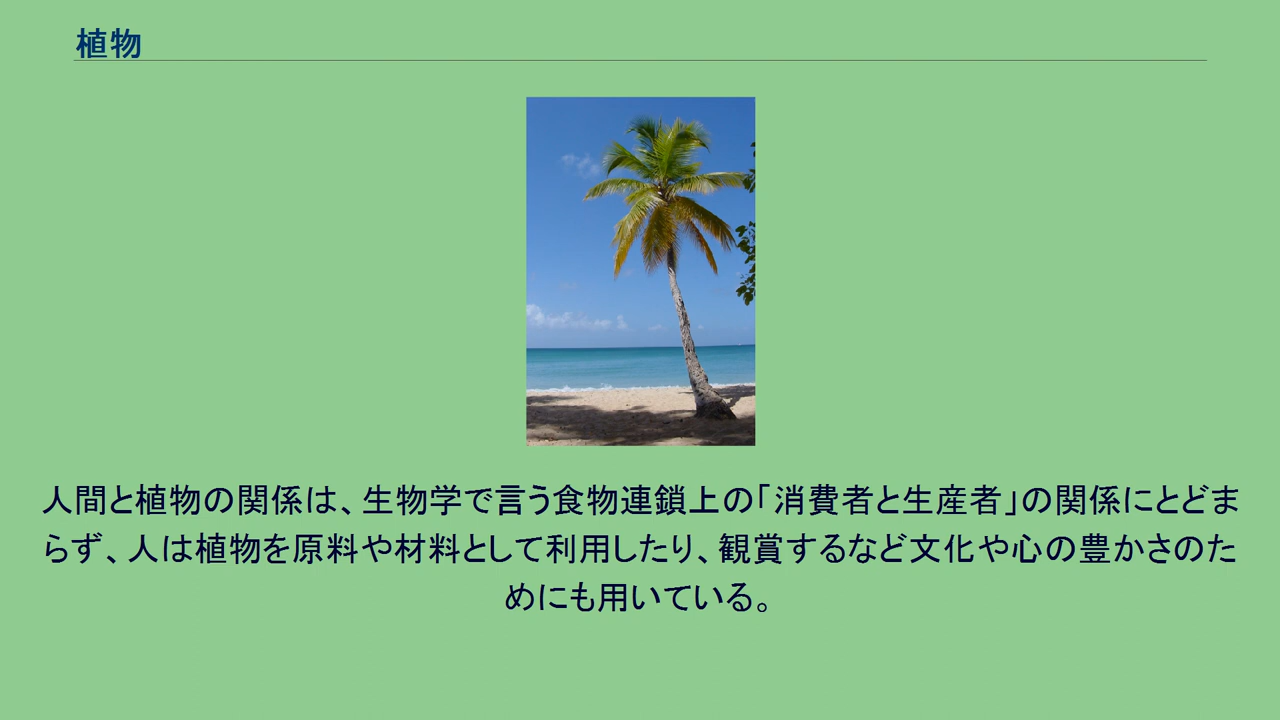 植物
人間と植物の関係は、生物学で言う食物連鎖上の｢消費者と生産者｣の関係にとどま
らず、人は植物を原料や材料として利用したり、観賞するなど文化や心の豊かさのた
めにも用いている。